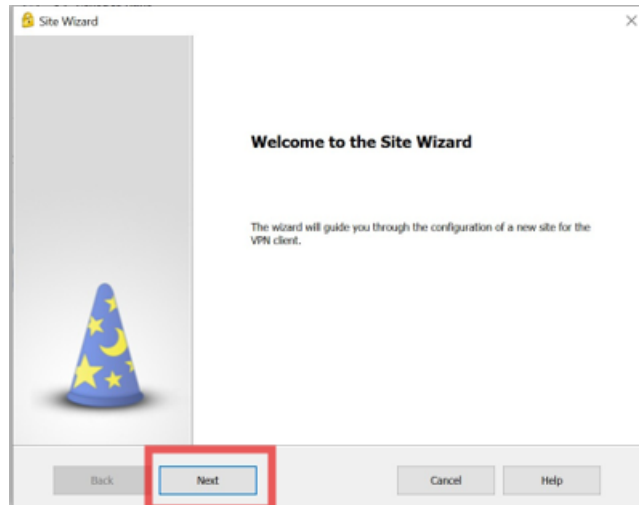 Site Wizard
Welcome to the Site Wizard
The wizard will guide you through the configuration of a new site for the
VPN client.
Back
Next
Cancel
Help